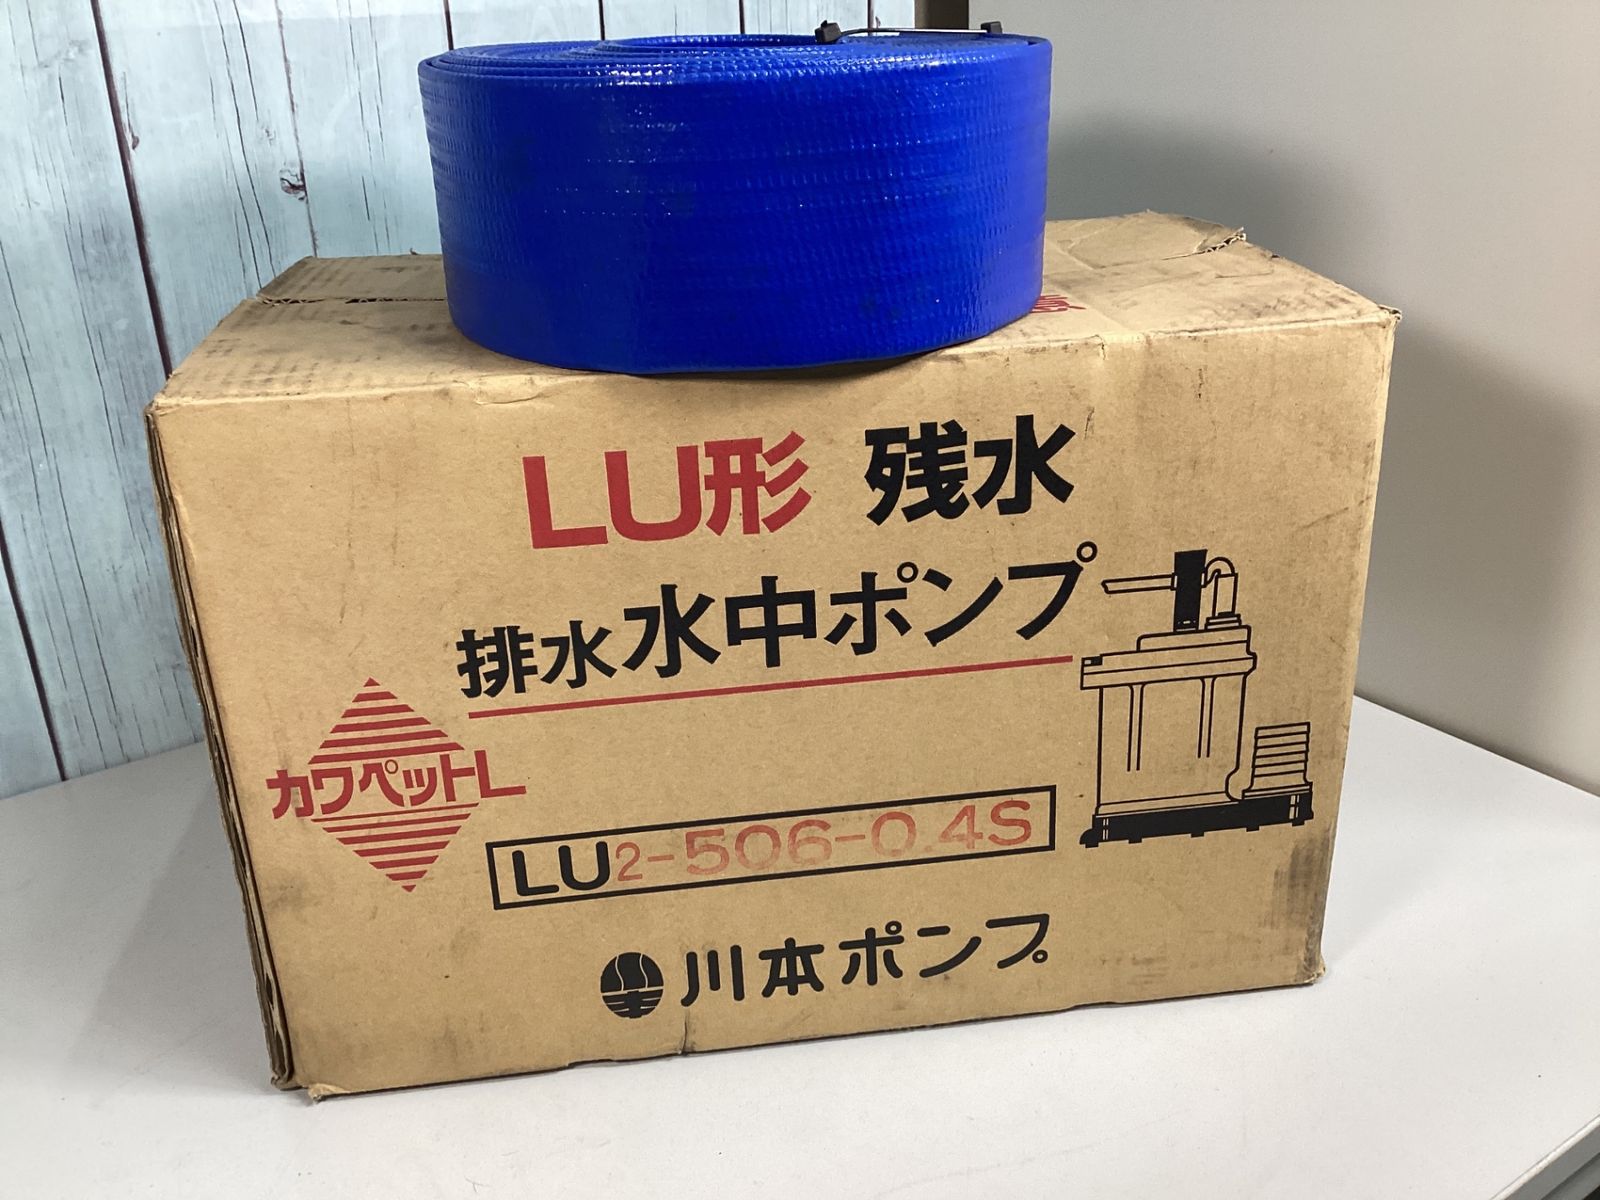 LU形 残水
排水水中ポンプ
カワペットL
LU2-506-0.4S
川本ポンプ